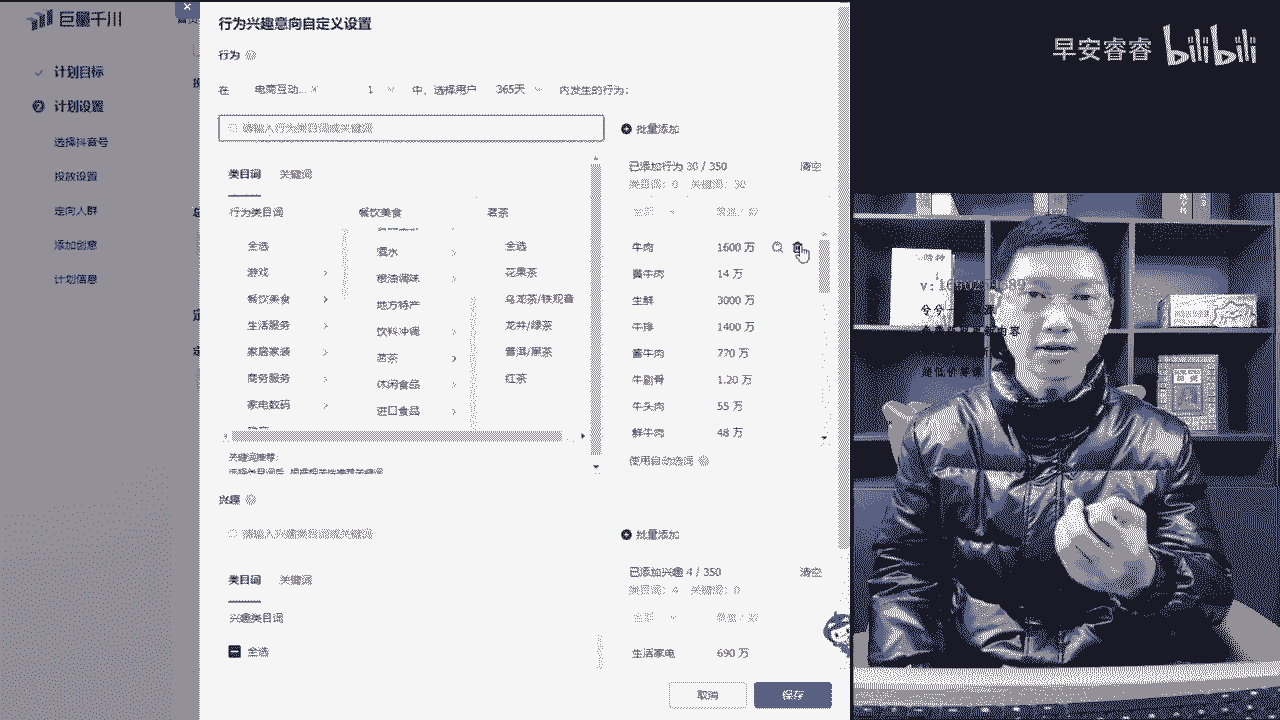 巨量千川
计划目标
计划设置
选择抖音号
投放设置
定向人群
添加创意
计划信息
行为兴趣意向自定义设置
行为
在 电商互动... 1 中，选择用户 365天 内发生的行为：
请输入行为类目词或关键词
批量添加
类目词 关键词
已添加行为 30 / 350 清空
类目词：0 关键词：30
行为类目词 餐饮美食 茗茶
全选
游戏
餐饮美食
生活服务
家居家装
商务服务
家电数码
酒水
粮油调味
地方特产
饮料冲调
茗茶
休闲食品
进口食品
全选
花果茶
乌龙茶/铁观音
龙井/绿茶
普洱/黑茶
红茶
牛肉 1600 万
酱牛肉 14 万
生鲜 3000 万
牛排 1400 万
酱牛肉 720 万
牛副骨 1.20 万
牛头肉 55 万
鲜牛肉 48 万
关键词推荐：
使用自动选词
兴趣
请输入兴趣类目词或关键词
批量添加
类目词 关键词
已添加兴趣 4 / 350 清空
类目词：4 关键词：0
兴趣类目词
全选
生活家电 690 万
取消 保存
早安睿睿 bilibili